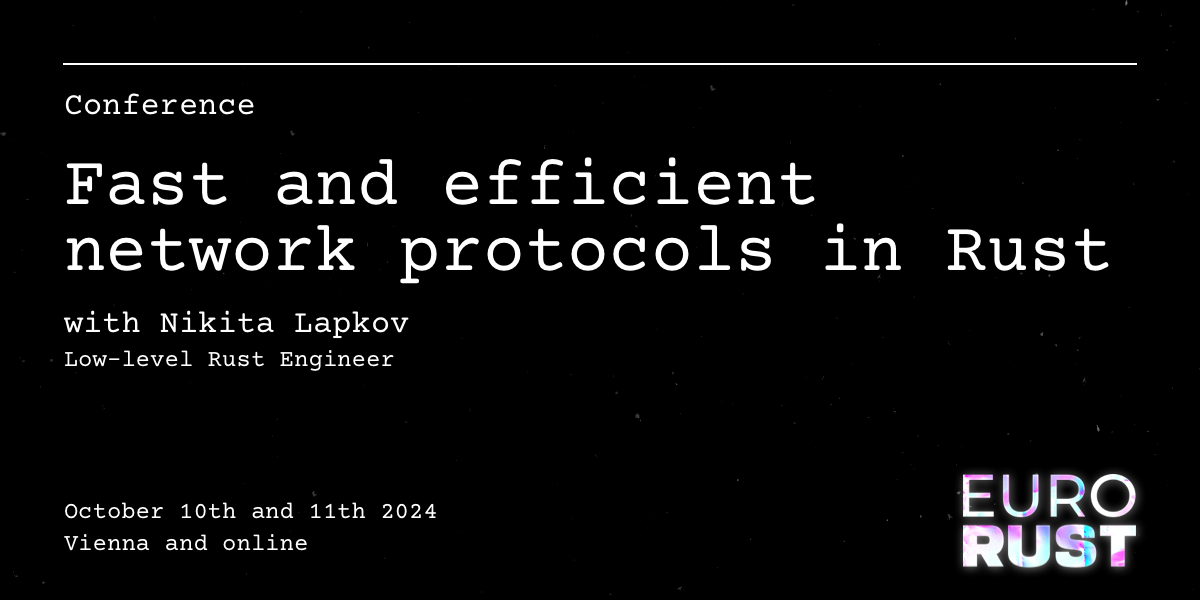 Conference
Fast and efficient
network protocols in Rust
with Nikita Lapkov
Low-level Rust Engineer
October 10th and 11th 2024
Vienna and online
EURO
RUST